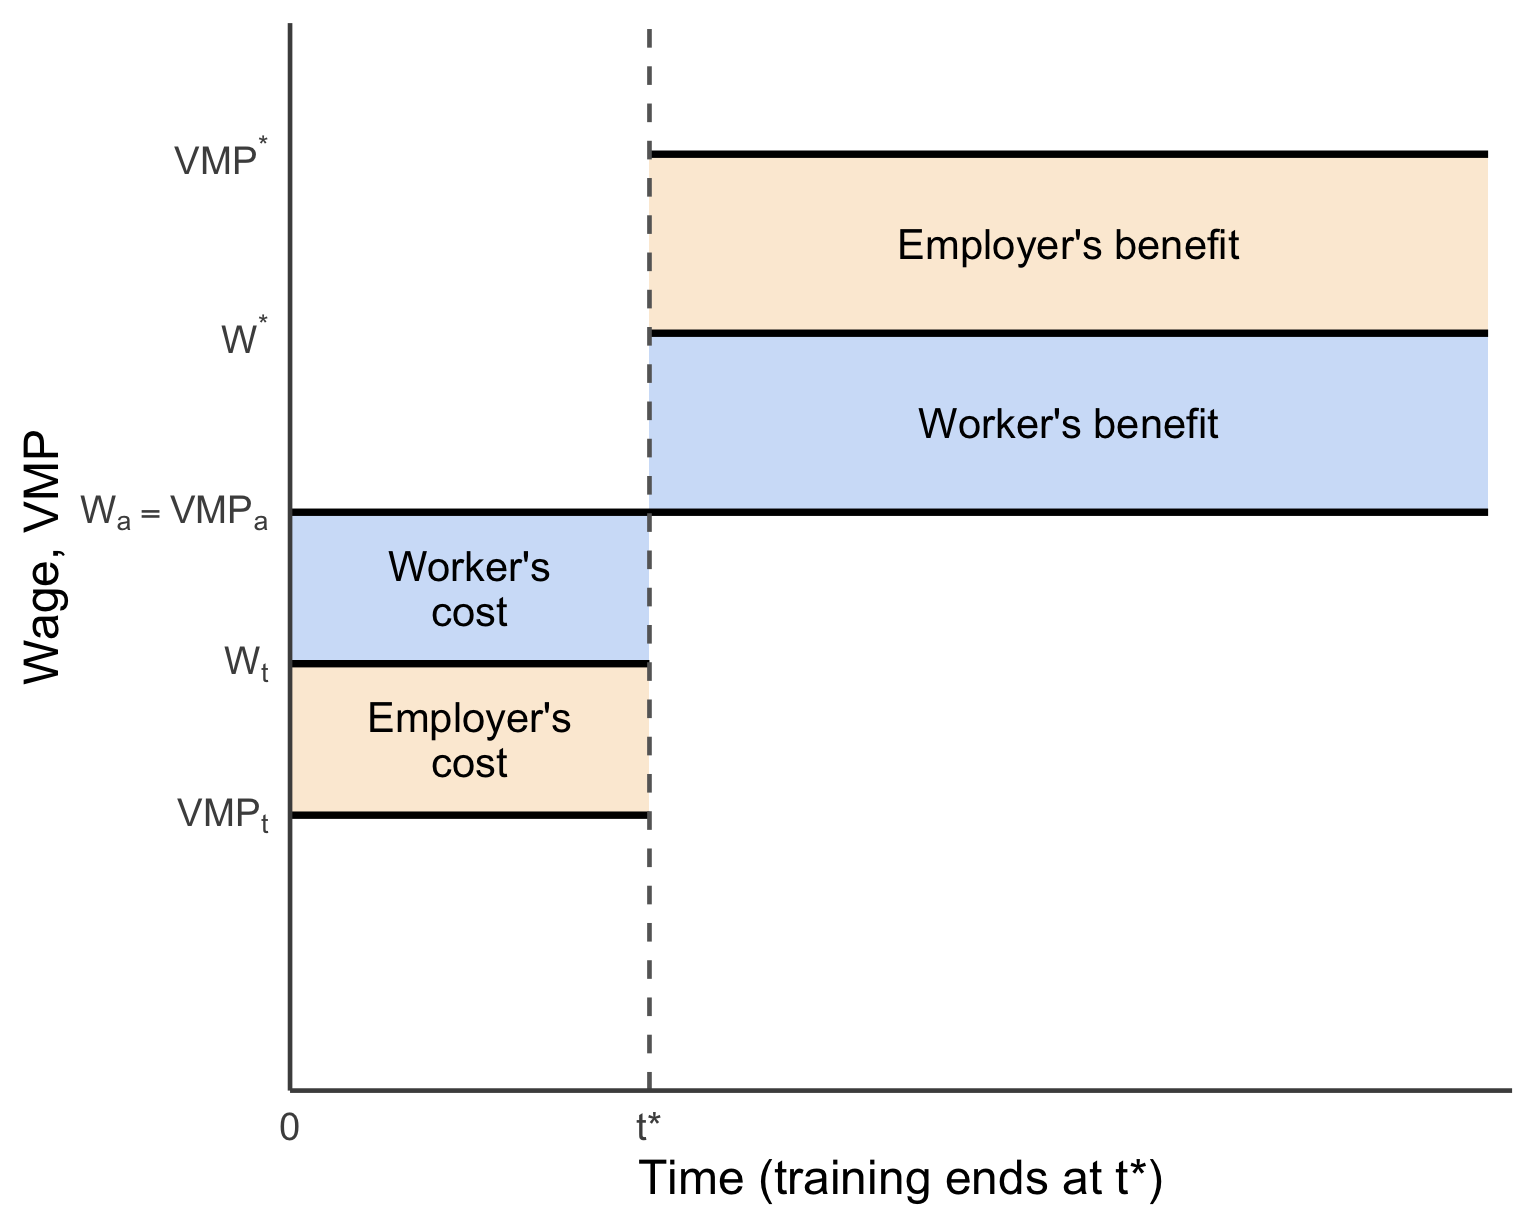 VMP*
Employer's benefit
W*
Worker's benefit
Wage, VMP
Wₐ = VMPₐ
Worker's
cost
Wₜ
Employer's
cost
VMPₜ
0
t*
Time (training ends at t*)